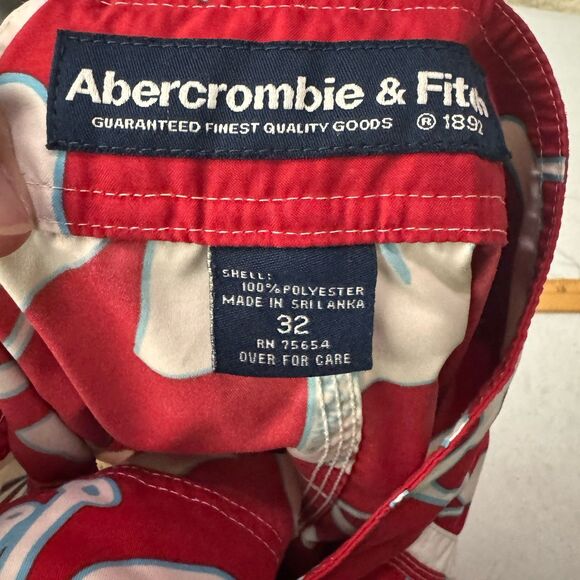 Abercrombie & Fitch
GUARANTEED FINEST QUALITY GOODS ® 1892
SHELL:
100% POLYESTER
MADE IN SRI LANKA
32
RN 75654
OVER FOR CARE